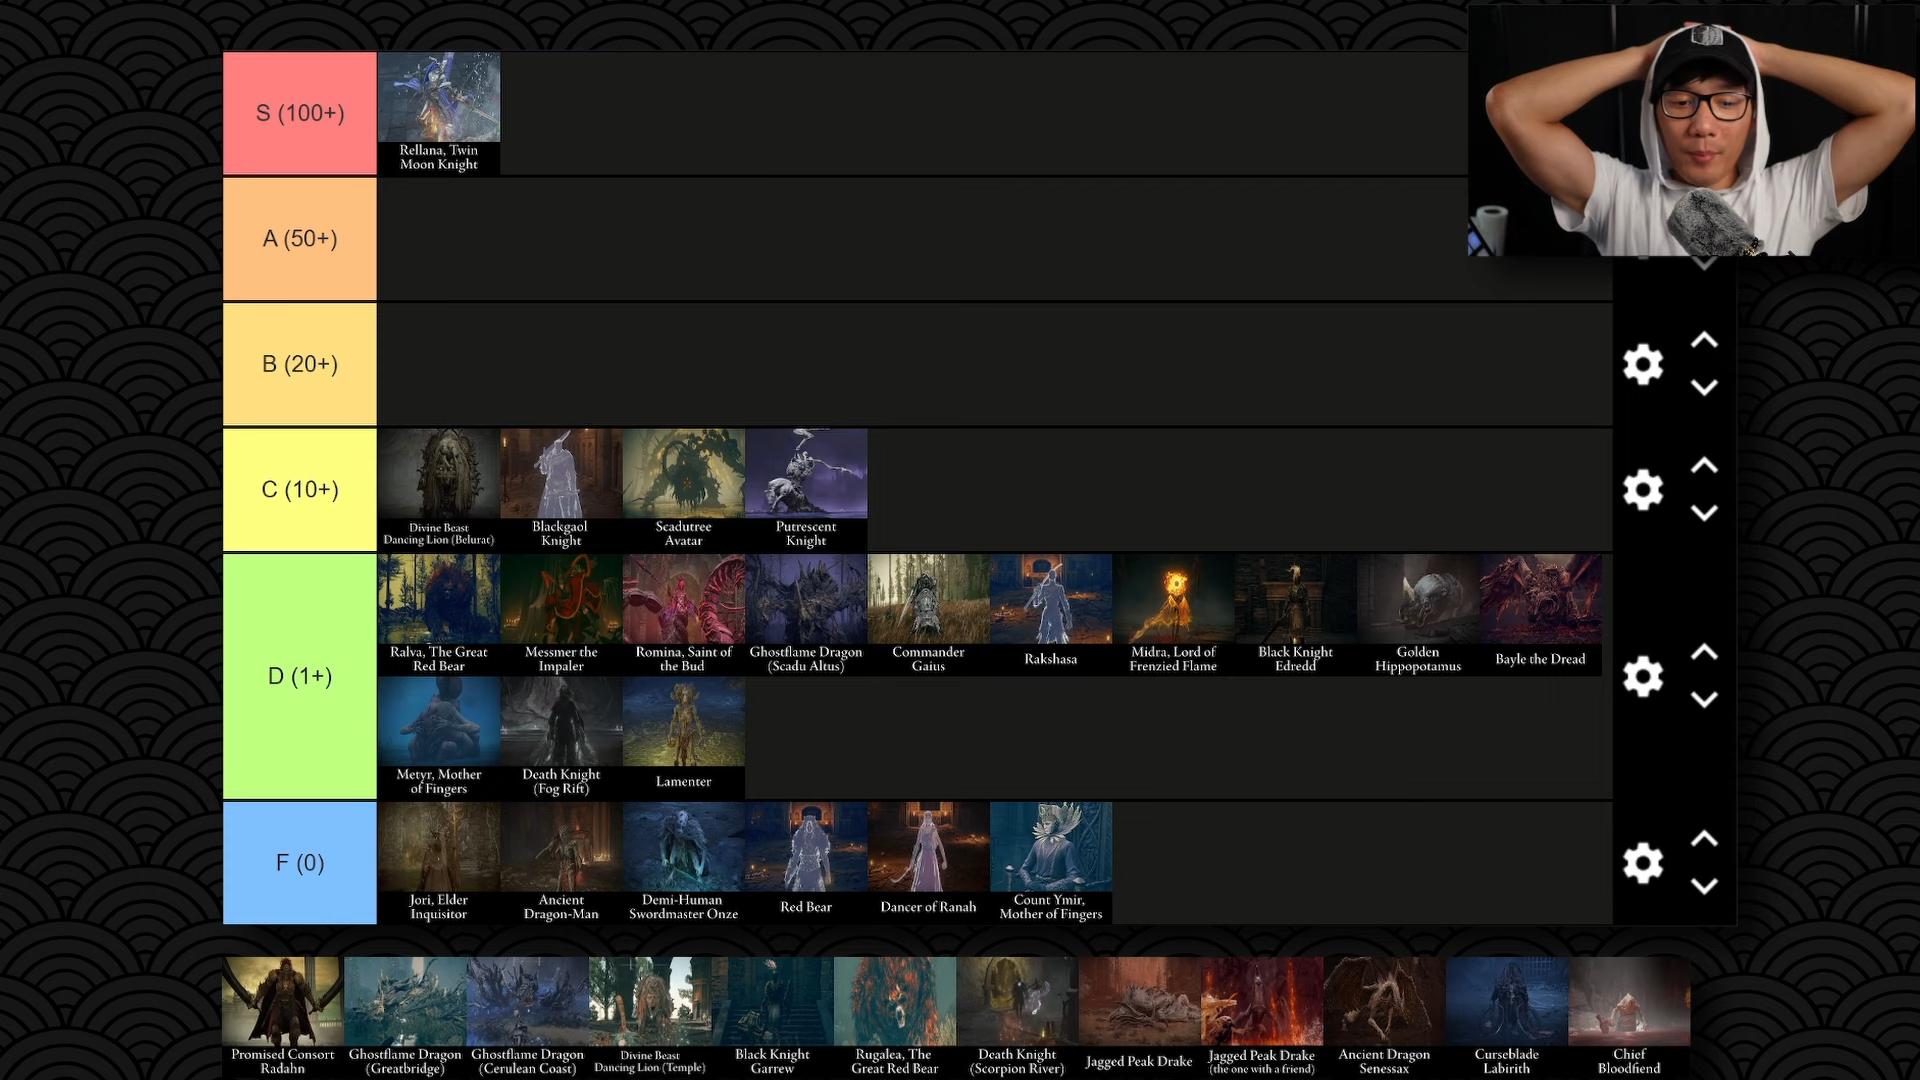 S (100+)
Rellana, Twin
Moon Knight
A (50+)
B (20+)
C (10+)
Divine Beast
Dancing Lion (Belurat)
Blackgaol
Knight
Scadutree
Avatar
Putrescent
Knight
D (1+)
Ralva, The Great
Red Bear
Messmer the
Impaler
Romina, Saint of
the Bud
Ghostflame Dragon
(Scadu Altus)
Commander
Gaius
Rakshasa
Midra, Lord of
Frenzied Flame
Black Knight
Edredd
Golden
Hippopotamus
Bayle the Dread
Metyr, Mother
of Fingers
Death Knight
(Fog Rift)
Lamenter
F (0)
Jori, Elder
Inquisitor
Ancient
Dragon-Man
Demi-Human
Swordmaster Onze
Red Bear
Dancer of Ranah
Count Ymir,
Mother of Fingers
Promised Consort
Radahn
Ghostflame Dragon
(Greatbridge)
Ghostflame Dragon
(Cerulean Coast)
Divine Beast
Dancing Lion (Temple)
Black Knight
Garrew
Rugalea, The
Great Red Bear
Death Knight
(Scorpion River)
Jagged Peak Drake
Jagged Peak Drake
(the one with a friend)
Ancient Dragon
Senessax
Curseblade
Labirith
Chief
Bloodfiend